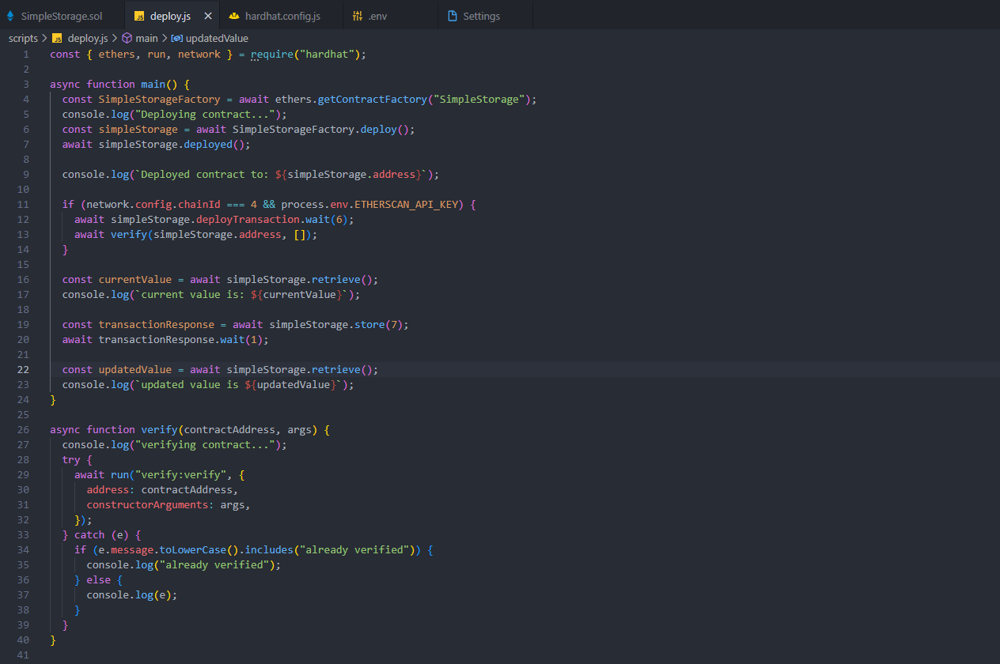 SimpleStorage.sol deploy.js hardhat.config.js .env Settings
scripts > deploy.js > main > updatedValue
1 const { ethers, run, network } = require("hardhat");
2
3 async function main() {
4   const SimpleStorageFactory = await ethers.getContractFactory("SimpleStorage");
5   console.log("Deploying contract...");
6   const simpleStorage = await SimpleStorageFactory.deploy();
7   await simpleStorage.deployed();
8
9   console.log(`Deployed contract to: ${simpleStorage.address}`);
10
11   if (network.config.chainId === 4 && process.env.ETHERSCAN_API_KEY) {
12     await simpleStorage.deployTransaction.wait(6);
13     await verify(simpleStorage.address, []);
14   }
15
16   const currentValue = await simpleStorage.retrieve();
17   console.log(`current value is: ${currentValue}`);
18
19   const transactionResponse = await simpleStorage.store(7);
20   await transactionResponse.wait(1);
21
22   const updatedValue = await simpleStorage.retrieve();
23   console.log(`updated value is ${updatedValue}`);
24 }
25
26 async function verify(contractAddress, args) {
27   console.log("verifying contract...");
28   try {
29     await run("verify:verify", {
30       address: contractAddress,
31       constructorArguments: args,
32     });
33   } catch (e) {
34     if (e.message.toLowerCase().includes("already verified")) {
35       console.log("already verified");
36     } else {
37       console.log(e);
38     }
39   }
40 }
41